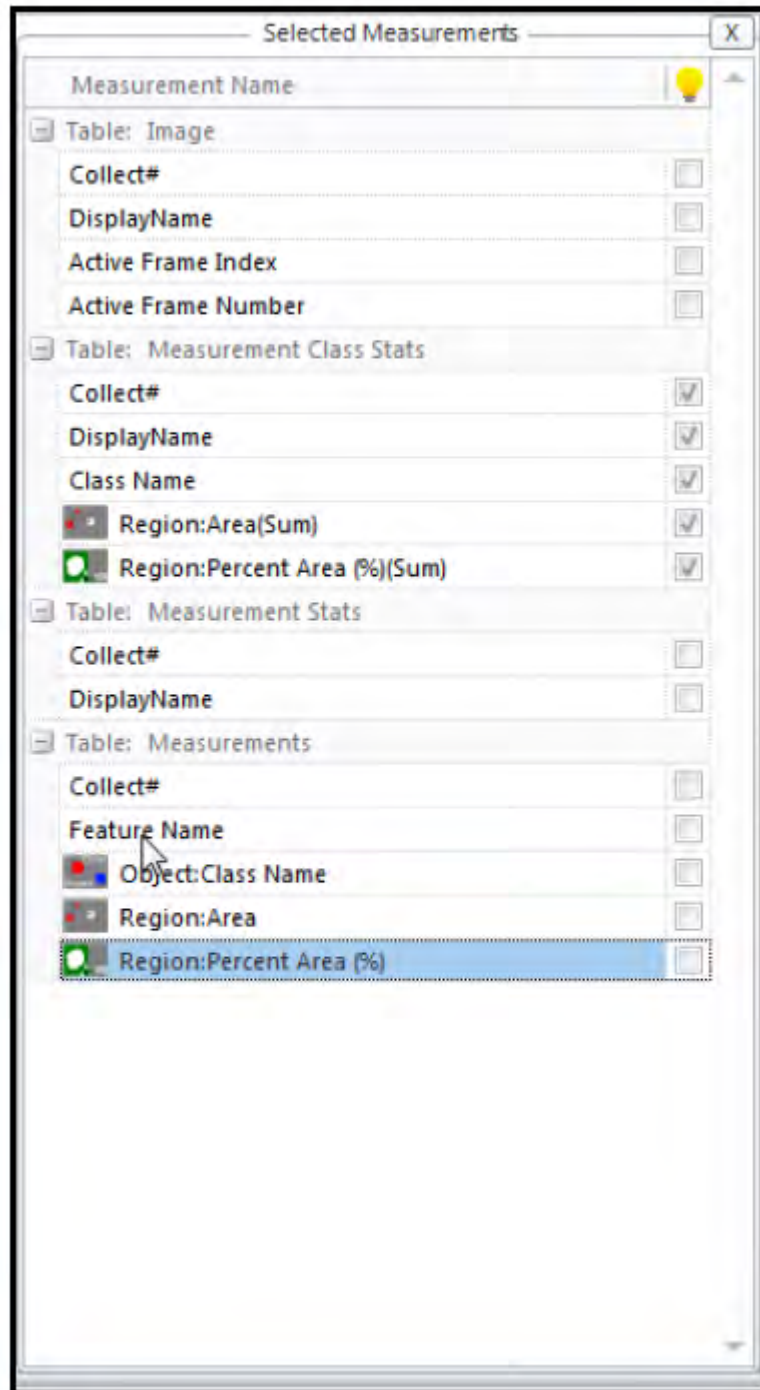 Selected Measurements X
Measurement Name
Table: Image
Collect#
DisplayName
Active Frame Index
Active Frame Number
Table: Measurement Class Stats
Collect#
DisplayName
Class Name
Region:Area(Sum)
Region:Percent Area (%)(Sum)
Table: Measurement Stats
Collect#
DisplayName
Table: Measurements
Collect#
Feature Name
Object:Class Name
Region:Area
Region:Percent Area (%)